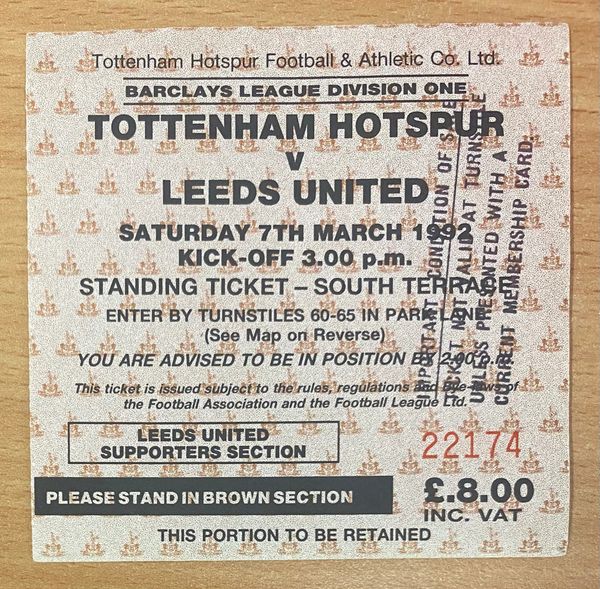 Tottenham Hotspur Football & Athletic Co. Ltd.
BARCLAYS LEAGUE DIVISION ONE
TOTTENHAM HOTSPUR
V
LEEDS UNITED
SATURDAY 7TH MARCH 1992
KICK-OFF 3.00 p.m.
STANDING TICKET – SOUTH TERRACE
ENTER BY TURNSTILES 60-65 IN PARK LANE
(See Map on Reverse)
YOU ARE ADVISED TO BE IN POSITION BY 2.00 p.m.
This ticket is issued subject to the rules, regulations and bye-laws of
the Football Association and the Football League Ltd.
LEEDS UNITED
SUPPORTERS SECTION
22174
PLEASE STAND IN BROWN SECTION
£.8.00
INC. VAT
THIS PORTION TO BE RETAINED
IMPORTANT CONDITION OF SALE
TICKET NOT VALID AT TURNSTILE
UNLESS PRESENTED WITH A
CURRENT MEMBERSHIP CARD